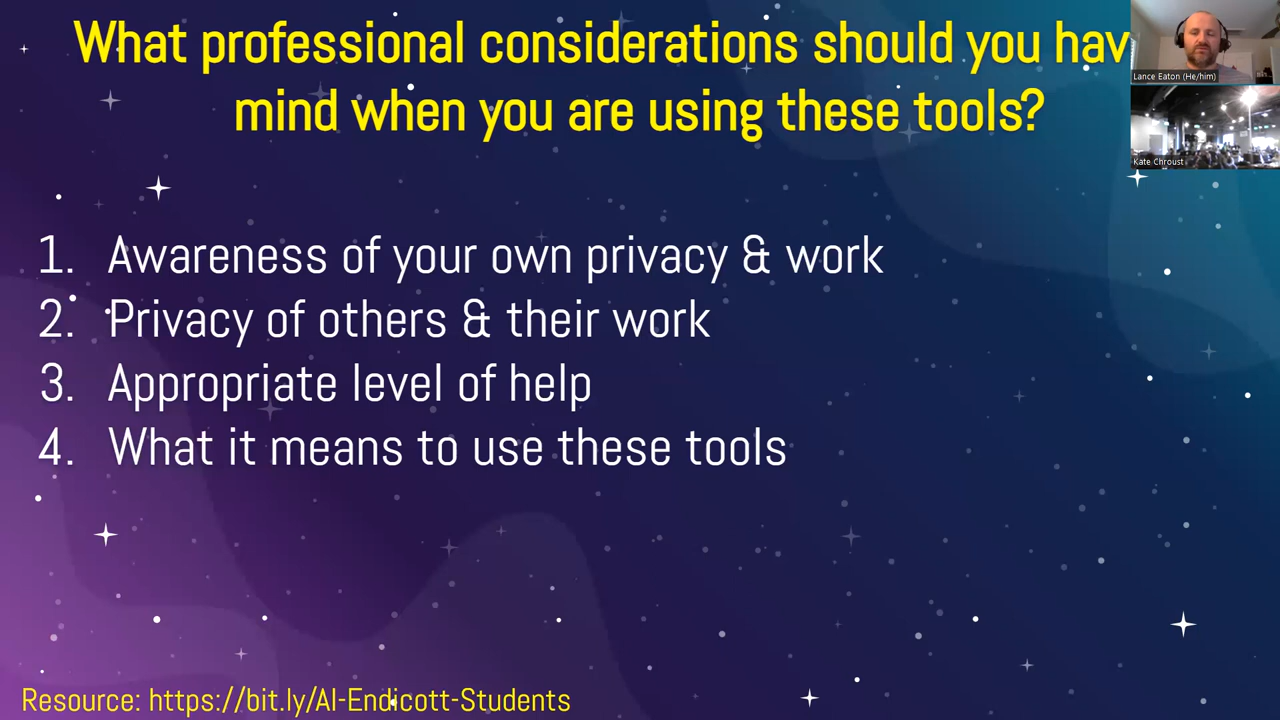 What professional considerations should you hav
mind when you are using these tools?
Lance Eaton (He/him)
Kate Chroust
1. Awareness of your own privacy & work
2. Privacy of others & their work
3. Appropriate level of help
4. What it means to use these tools
Resource: https://bit.ly/AI-Endicott-Students